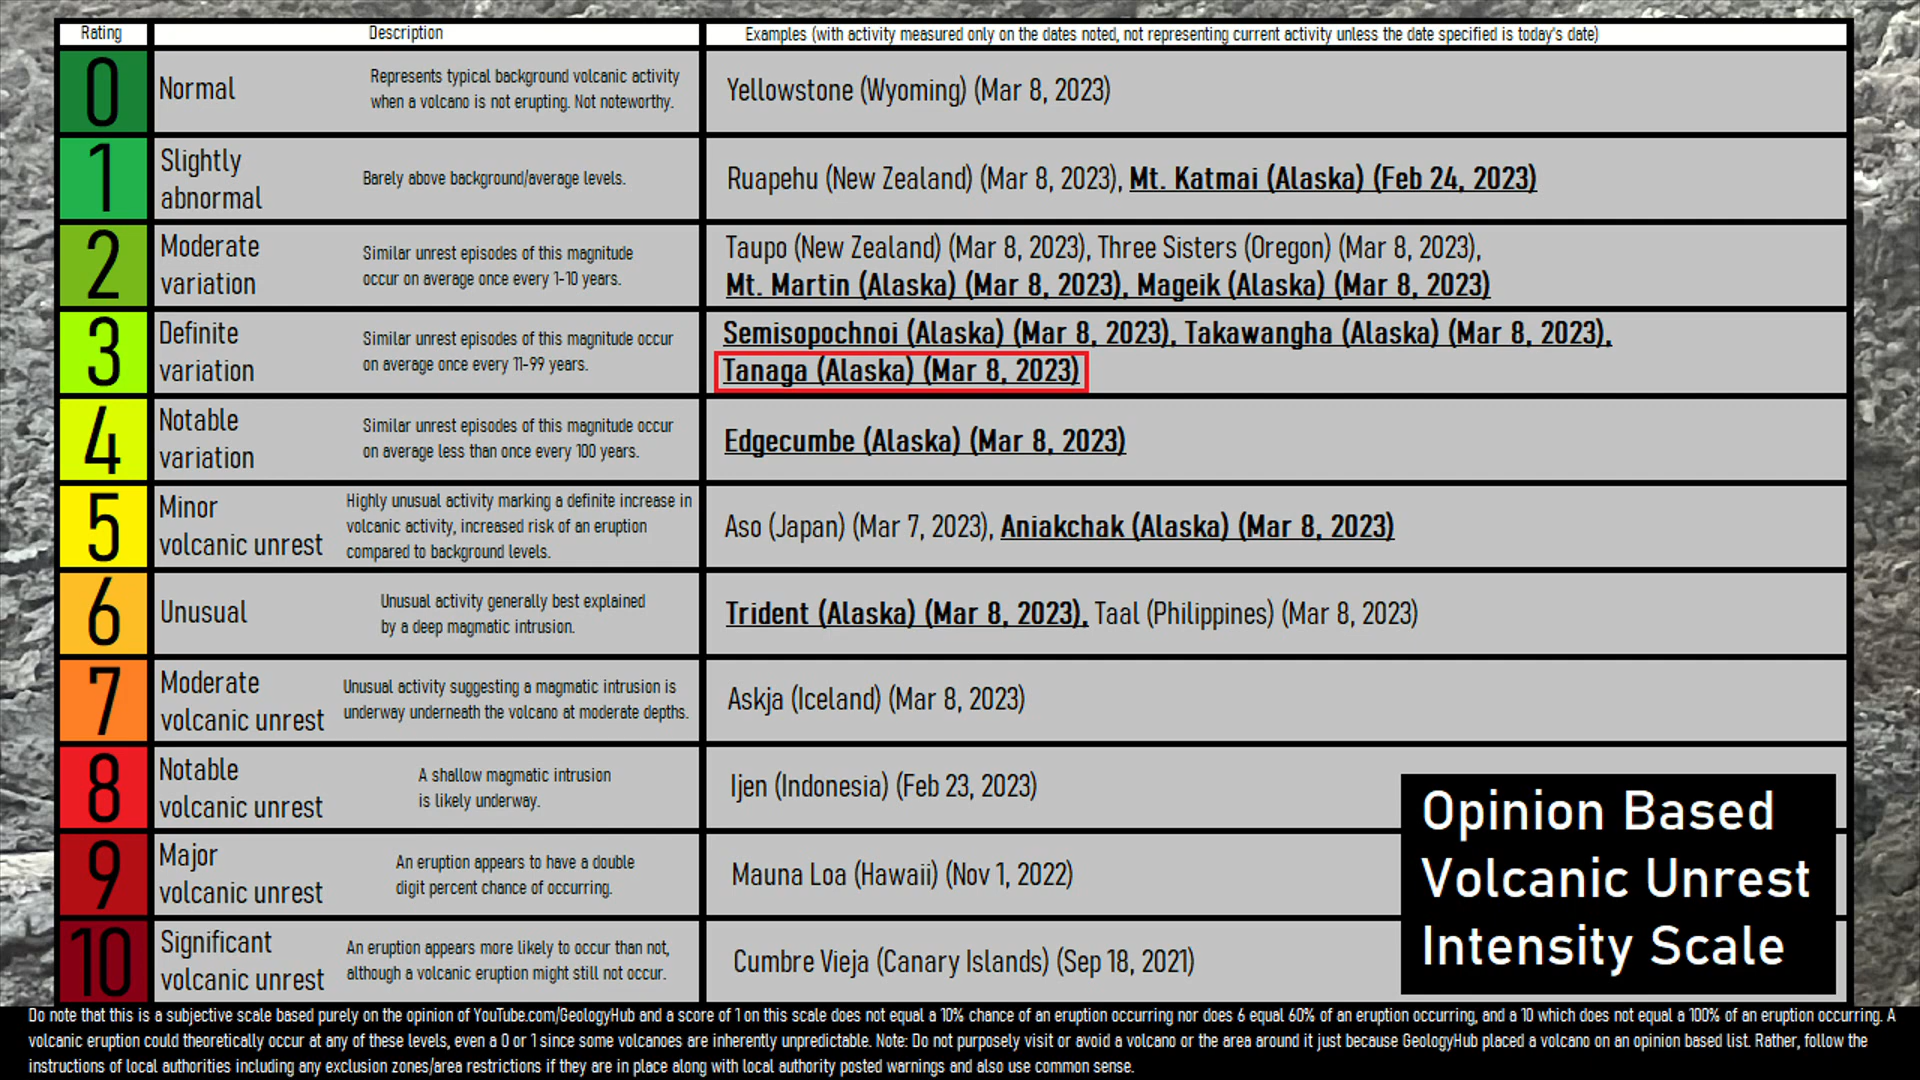 Rating Description Examples (with activity measured only on the dates noted, not representing current activity unless the date specified is today's date)
0 Normal
Represents typical background volcanic activity
when a volcano is not erupting. Not noteworthy.
Yellowstone (Wyoming) (Mar 8, 2023)
1 Slightly
abnormal
Barely above background/average levels.
Ruapehu (New Zealand) (Mar 8, 2023), Mt. Katmai (Alaska) (Feb 24, 2023)
2 Moderate
variation
Similar unrest episodes of this magnitude
occur on average once every 1-10 years.
Taupo (New Zealand) (Mar 8, 2023), Three Sisters (Oregon) (Mar 8, 2023),
Mt. Martin (Alaska) (Mar 8, 2023), Mageik (Alaska) (Mar 8, 2023)
3 Definite
variation
Similar unrest episodes of this magnitude occur
on average once every 11-99 years.
Semisopochnoi (Alaska) (Mar 8, 2023), Takawangha (Alaska) (Mar 8, 2023),
Tanaga (Alaska) (Mar 8, 2023)
4 Notable
variation
Similar unrest episodes of this magnitude occur
on average less than once every 100 years.
Edgecumbe (Alaska) (Mar 8, 2023)
5 Minor
volcanic unrest
Highly unusual activity marking a definite increase in
volcanic activity, increased risk of an eruption
compared to background levels.
Aso (Japan) (Mar 7, 2023), Aniakchak (Alaska) (Mar 8, 2023)
6 Unusual
Unusual activity generally best explained
by a deep magmatic intrusion.
Trident (Alaska) (Mar 8, 2023), Taal (Philippines) (Mar 8, 2023)
7 Moderate
volcanic unrest
Unusual activity suggesting a magmatic intrusion is
underway underneath the volcano at moderate depths.
Askja (Iceland) (Mar 8, 2023)
8 Notable
volcanic unrest
A shallow magmatic intrusion
is likely underway.
Ijen (Indonesia) (Feb 23, 2023)
9 Major
volcanic unrest
An eruption appears to have a double
digit percent chance of occurring.
Mauna Loa (Hawaii) (Nov 1, 2022)
10 Significant
volcanic unrest
An eruption appears more likely to occur than not,
although a volcanic eruption might still not occur.
Cumbre Vieja (Canary Islands) (Sep 18, 2021)
Opinion Based
Volcanic Unrest
Intensity Scale
Do note that this is a subjective scale based purely on the opinion of YouTube.com/GeologyHub and a score of 1 on this scale does not equal a 10% chance of an eruption occurring nor does 6 equal 60% of an eruption occurring, and a 10 which does not equal a 100% of an eruption occurring. A
volcanic eruption could theoretically occur at any of these levels, even a 0 or 1 since some volcanoes are inherently unpredictable. Note: Do not purposely visit or avoid a volcano or the area around it just because GeologyHub placed a volcano on an opinion based list. Rather, follow the
instructions of local authorities including any exclusion zones/area restrictions if they are in place along with local authority posted warnings and also use common sense.